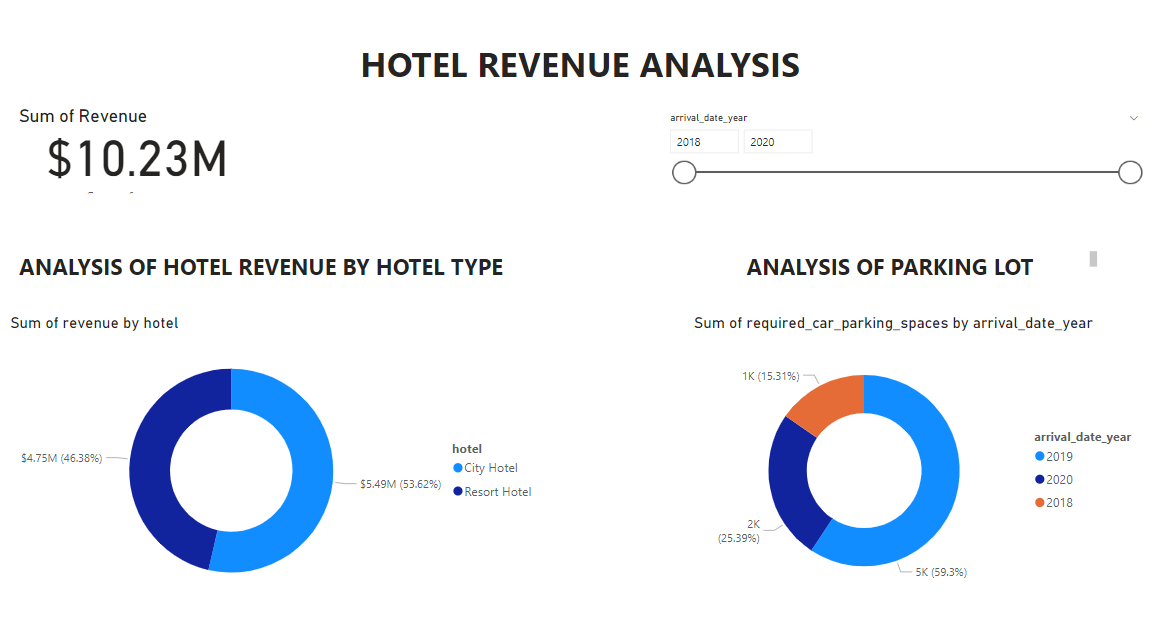 HOTEL REVENUE ANALYSIS
Sum of Revenue
$10.23M
arrival_date_year
2018
2020
ANALYSIS OF HOTEL REVENUE BY HOTEL TYPE
Sum of revenue by hotel
$4.75M (46.38%)
$5.49M (53.62%)
hotel
City Hotel
Resort Hotel
ANALYSIS OF PARKING LOT
Sum of required_car_parking_spaces by arrival_date_year
1K (15.31%)
2K
(25.39%)
5K (59.3%)
arrival_date_year
2019
2020
2018